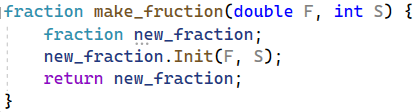 fraction make_fruction(double F, int S) {
    fraction new_fraction;
    new_fraction.Init(F, S);
    return new_fraction;
}